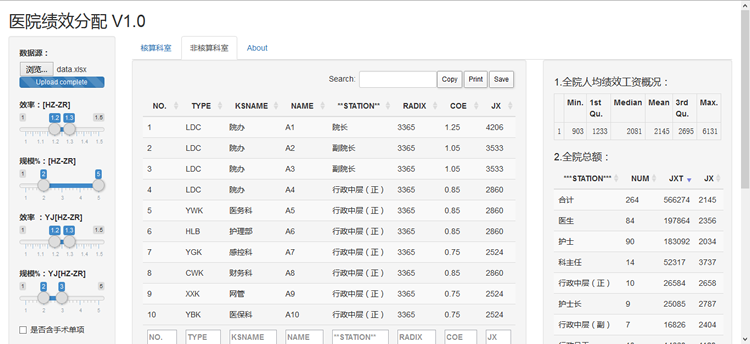 医院绩效分配 V1.0
数据源：
浏览... data.xlsx
Upload complete
效率：[HZ-ZR]
1 1.2 1.3 1.6
1 1.1 1.2 1.3 1.4 1.5 1.6
规模%：[HZ-ZR]
1 2 5
1 2 3 4 5
效率 ：YJ[HZ-ZR]
1 1.2 1.3 1.6
1 1.1 1.2 1.3 1.4 1.5 1.6
规模%：YJ[HZ-ZR]
1 2 3 5
1 2 3 4 5
是否含手术单项
核算科室 非核算科室 About
Search: Copy Print Save
NO. TYPE KSNAME NAME **STATION** RADIX COE JX
1 LDC 院办 A1 院长 3365 1.25 4206
2 LDC 院办 A2 副院长 3365 1.05 3533
3 LDC 院办 A3 副院长 3365 1.05 3533
4 LDC 院办 A4 行政中层（正） 3365 0.85 2860
5 YWK 医务科 A5 行政中层（正） 3365 0.85 2860
6 HLB 护理部 A6 行政中层（正） 3365 0.85 2860
7 YGK 感控科 A7 行政中层（正） 3365 0.75 2524
8 CWK 财务科 A8 行政中层（正） 3365 0.85 2860
9 XXK 网管 A9 行政中层（正） 3365 0.75 2524
10 YBK 医保科 A10 行政中层（正） 3365 0.75 2524
NO. TYPE KSNAME NAME **STATION** RADIX COE JX
1.全院人均绩效工资概况：
Min. 1st Qu. Median Mean 3rd Qu. Max.
1 903 1233 2081 2145 2695 6131
2.全院总额：
***STATION*** NUM JXT JX
合计 264 566274 2145
医生 84 197864 2356
护士 90 183092 2034
科主任 14 52317 3737
行政中层（正） 10 26584 2658
护士长 9 25085 2787
行政中层（副） 7 16826 2404